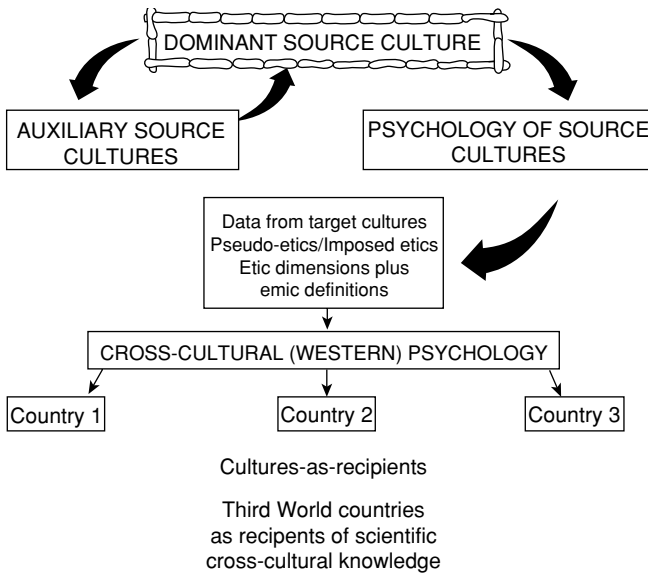 DOMINANT SOURCE CULTURE
AUXILIARY SOURCE
CULTURES
PSYCHOLOGY OF SOURCE
CULTURES
Data from target cultures
Pseudo-etics/Imposed etics
Etic dimensions plus
emic definitions
CROSS-CULTURAL (WESTERN) PSYCHOLOGY
Country 1
Country 2
Country 3
Cultures-as-recipients
Third World countries
as recipents of scientific
cross-cultural knowledge